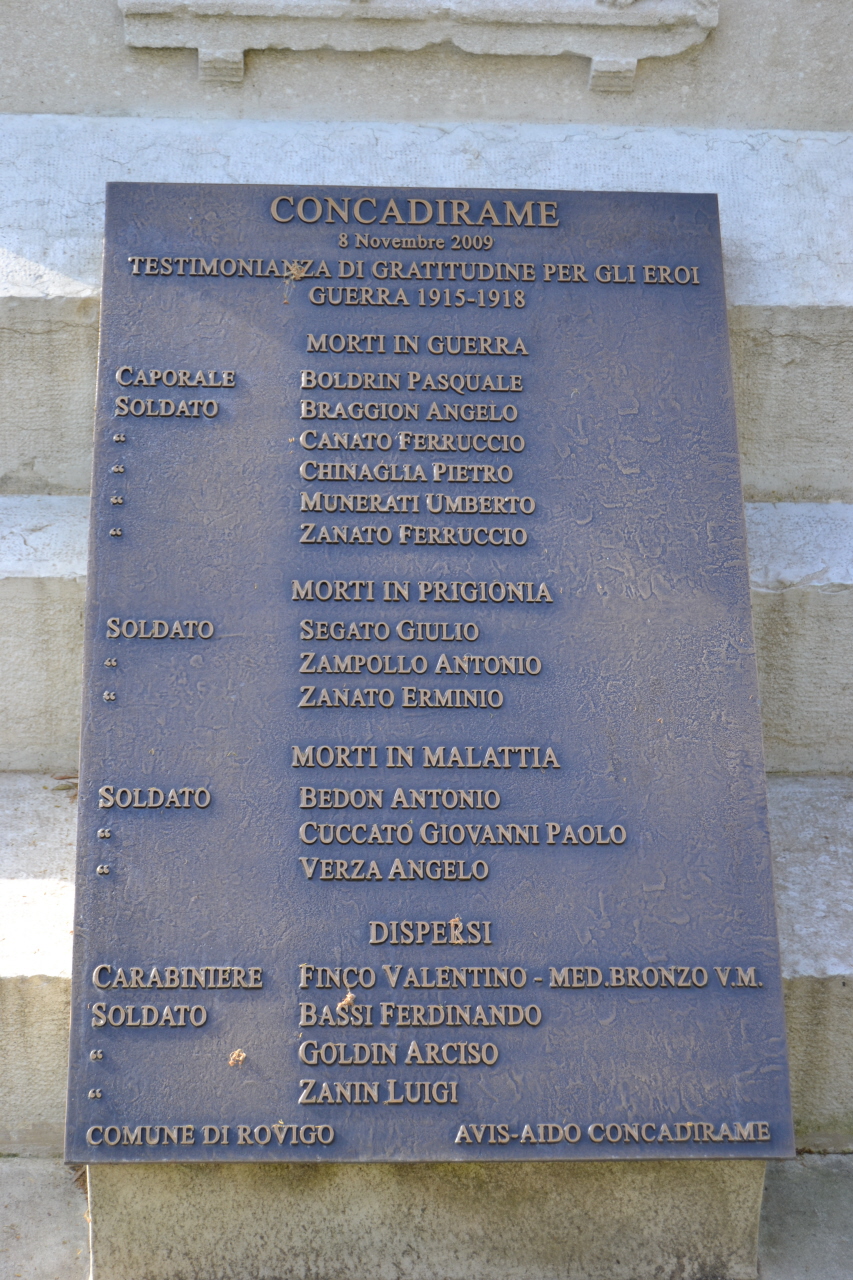 CONCADIRAME
8 Novembre 2009
TESTIMONIANZA DI GRATITUDINE PER GLI EROI
GUERRA 1915-1918
MORTI IN GUERRA
CAPORALE BOLDRIN PASQUALE
SOLDATO BRAGGION ANGELO
“ CANATO FERRUCCIO
“ CHINAGLIA PIETRO
“ MUNERATI UMBERTO
“ ZANATO FERRUCCIO
MORTI IN PRIGIONIA
SOLDATO SEGATO GIULIO
“ ZAMPOLLO ANTONIO
“ ZANATO ERMINIO
MORTI IN MALATTIA
SOLDATO BEDON ANTONIO
“ CUCCATO GIOVANNI PAOLO
“ VERZA ANGELO
DISPERSI
CARABINIERE FINCO VALENTINO - MED.BRONZO V.M.
SOLDATO BASSI FERDINANDO
“ GOLDIN ARCISO
“ ZANIN LUIGI
COMUNE DI ROVIGO AVIS-AIDO CONCADIRAME